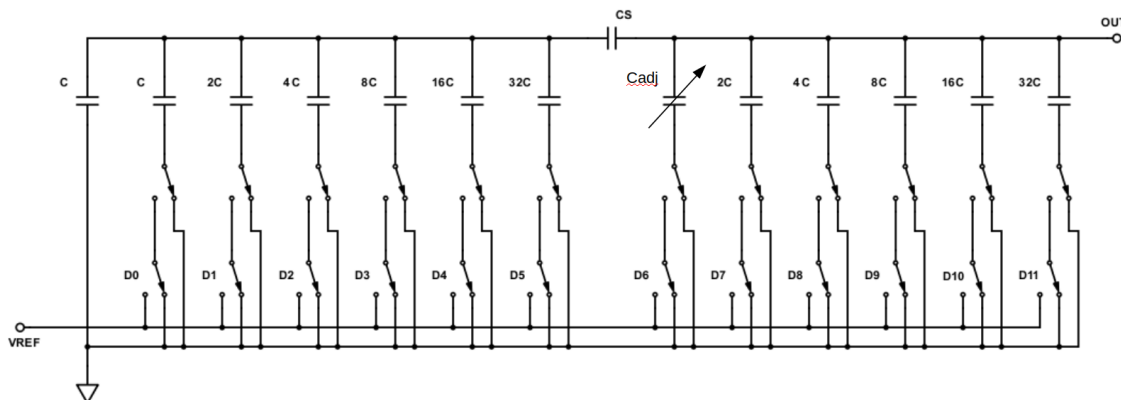 CS
OUT
C
C
2C
4C
8C
16C
32C
Cadj
2C
4C
8C
16C
32C
D0
D1
D2
D3
D4
D5
D6
D7
D8
D9
D10
D11
VREF